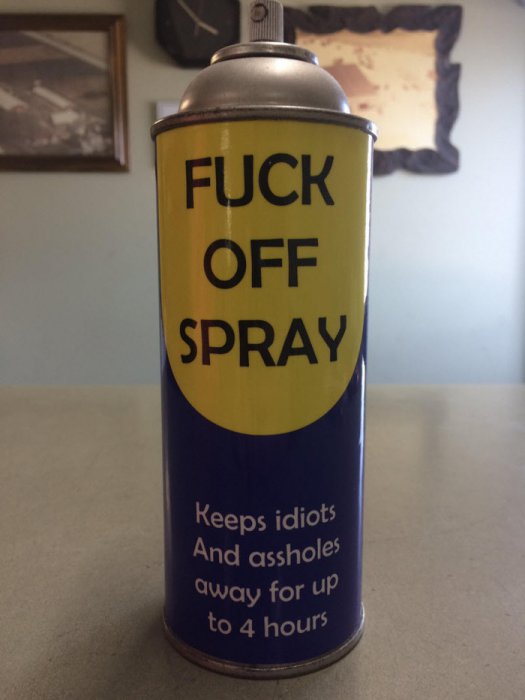 FUCK
OFF
SPRAY
Keeps idiots
And assholes
away for up
to 4 hours